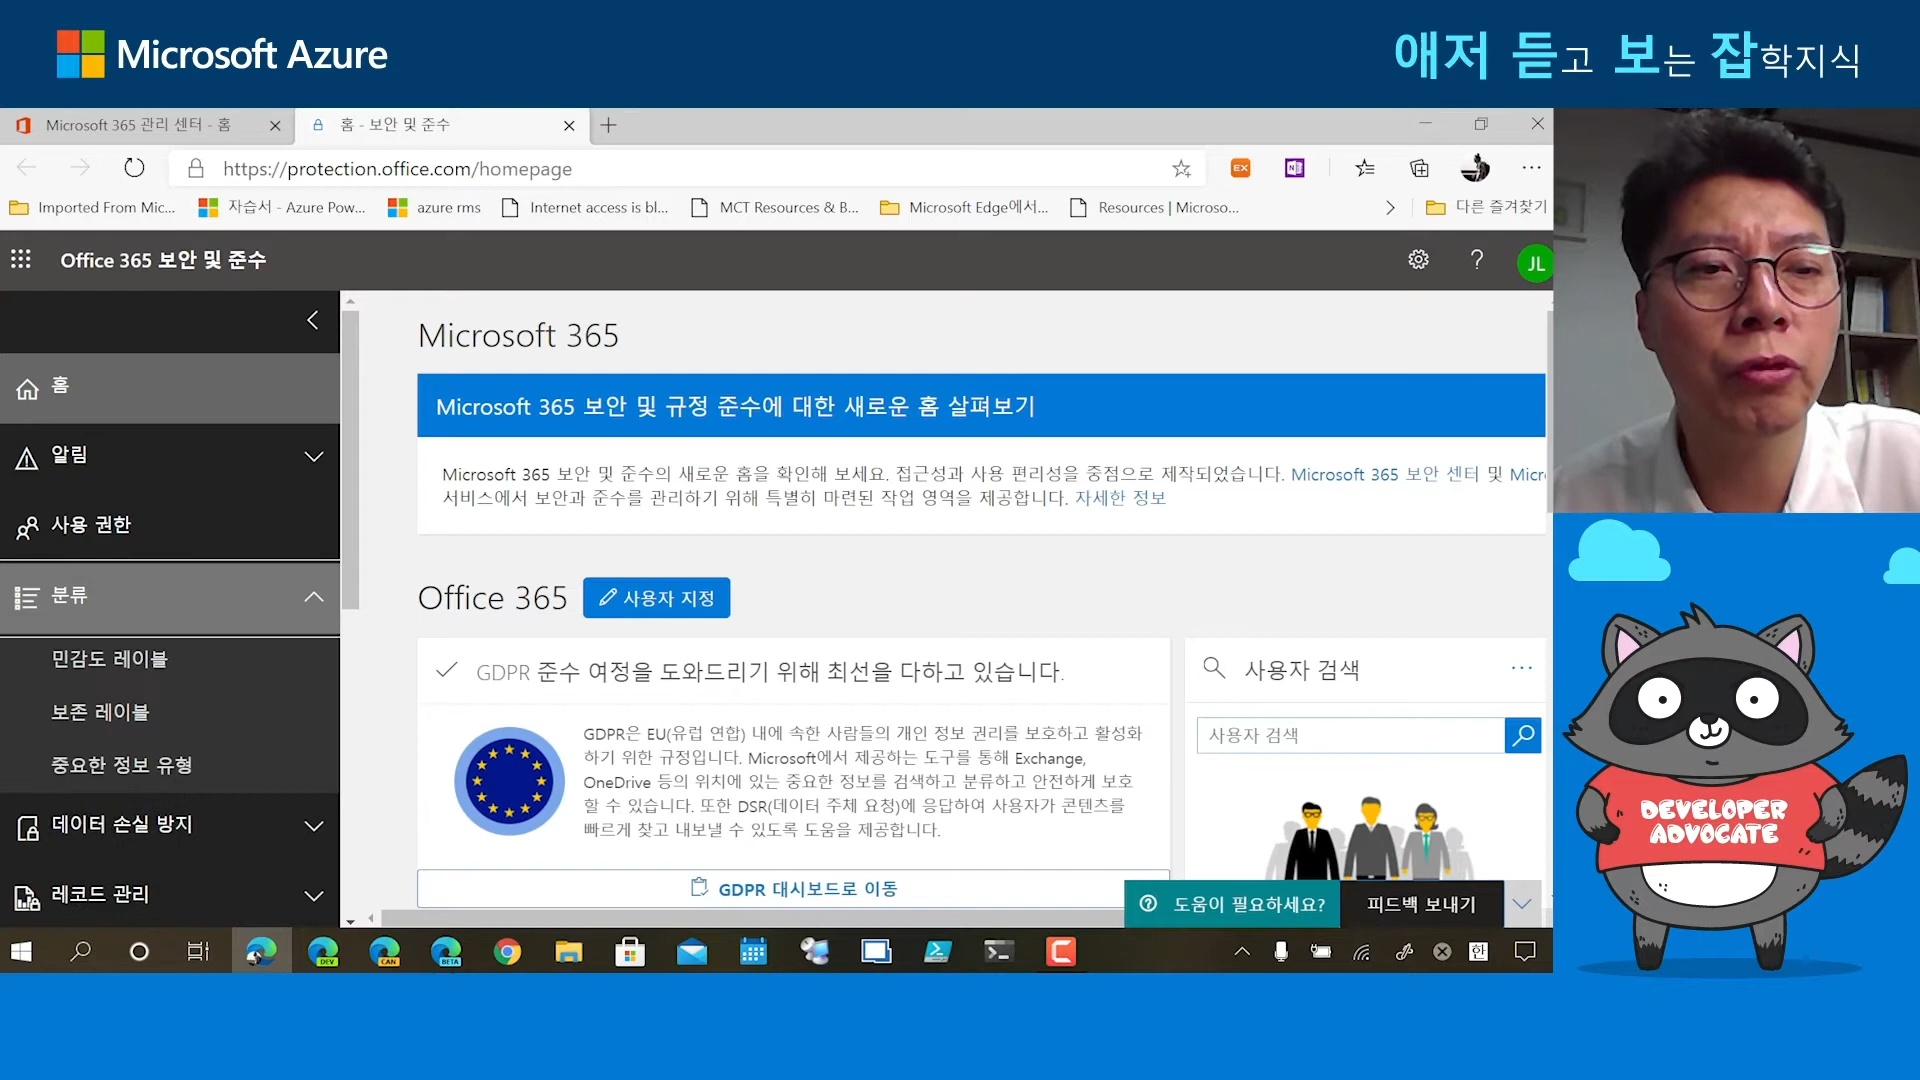 Microsoft Azure
애저 듣고 보는 잡학지식
Microsoft 365 관리 센터 - 홈
홈 - 보안 및 준수
https://protection.office.com/homepage
EX
N
Imported From Mic...
자습서 - Azure Pow...
azure rms
Internet access is bl...
MCT Resources & B...
Microsoft Edge에서...
Resources | Microso...
다른 즐겨찾기
Office 365 보안 및 준수
?
JL
홈
알림
사용 권한
분류
민감도 레이블
보존 레이블
중요한 정보 유형
데이터 손실 방지
레코드 관리
Microsoft 365
Microsoft 365 보안 및 규정 준수에 대한 새로운 홈 살펴보기
Microsoft 365 보안 및 준수의 새로운 홈을 확인해 보세요. 접근성과 사용 편리성을 중점으로 제작되었습니다. Microsoft 365 보안 센터 및 Micr
서비스에서 보안과 준수를 관리하기 위해 특별히 마련된 작업 영역을 제공합니다. 자세한 정보
Office 365
사용자 지정
GDPR 준수 여정을 도와드리기 위해 최선을 다하고 있습니다.
GDPR은 EU(유럽 연합) 내에 속한 사람들의 개인 정보 권리를 보호하고 활성화
하기 위한 규정입니다. Microsoft에서 제공하는 도구를 통해 Exchange,
OneDrive 등의 위치에 있는 중요한 정보를 검색하고 분류하고 안전하게 보호
할 수 있습니다. 또한 DSR(데이터 주체 요청)에 응답하여 사용자가 콘텐츠를
빠르게 찾고 내보낼 수 있도록 도움을 제공합니다.
GDPR 대시보드로 이동
사용자 검색
사용자 검색
도움이 필요하세요?
피드백 보내기
DEV
CAN
BETA
한
DEVELOPER
ADVOCATE